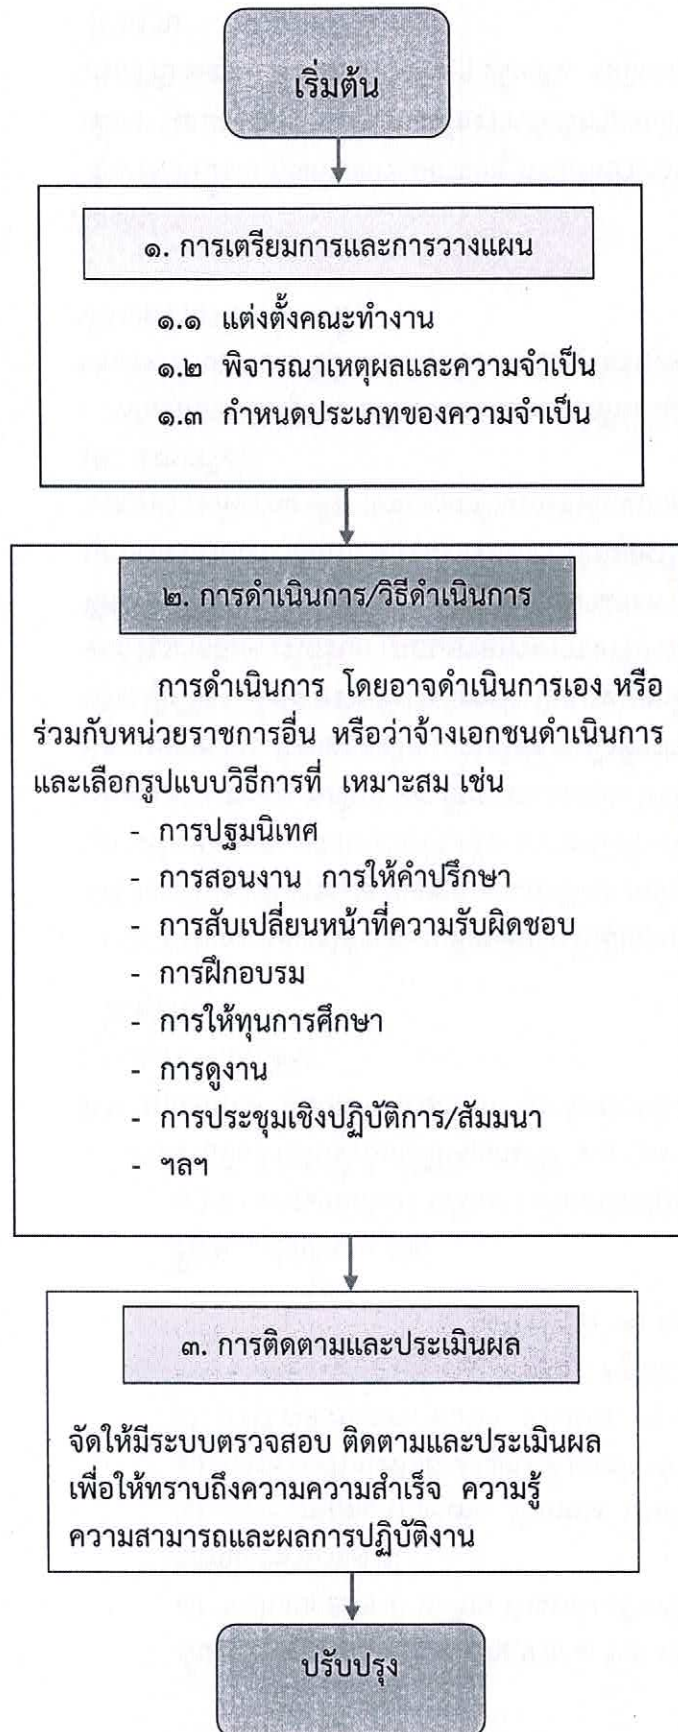 เริ่มต้น
๑. การเตรียมการและการวางแผน
๑.๑ แต่งตั้งคณะทำงาน
๑.๒ พิจารณาเหตุผลและความจำเป็น
๑.๓ กำหนดประเภทของความจำเป็น
๒. การดำเนินการ/วิธีดำเนินการ
การดำเนินการ โดยอาจดำเนินการเอง หรือ
ร่วมกับหน่วยราชการอื่น หรือว่าจ้างเอกชนดำเนินการ
และเลือกรูปแบบวิธีการที่ เหมาะสม เช่น
- การปฐมนิเทศ
- การสอนงาน การให้คำปรึกษา
- การสับเปลี่ยนหน้าที่ความรับผิดชอบ
- การฝึกอบรม
- การให้ทุนการศึกษา
- การดูงาน
- การประชุมเชิงปฏิบัติการ/สัมมนา
- ฯลฯ
๓. การติดตามและประเมินผล
จัดให้มีระบบตรวจสอบ ติดตามและประเมินผล
เพื่อให้ทราบถึงความความสำเร็จ ความรู้
ความสามารถและผลการปฏิบัติงาน
ปรับปรุง